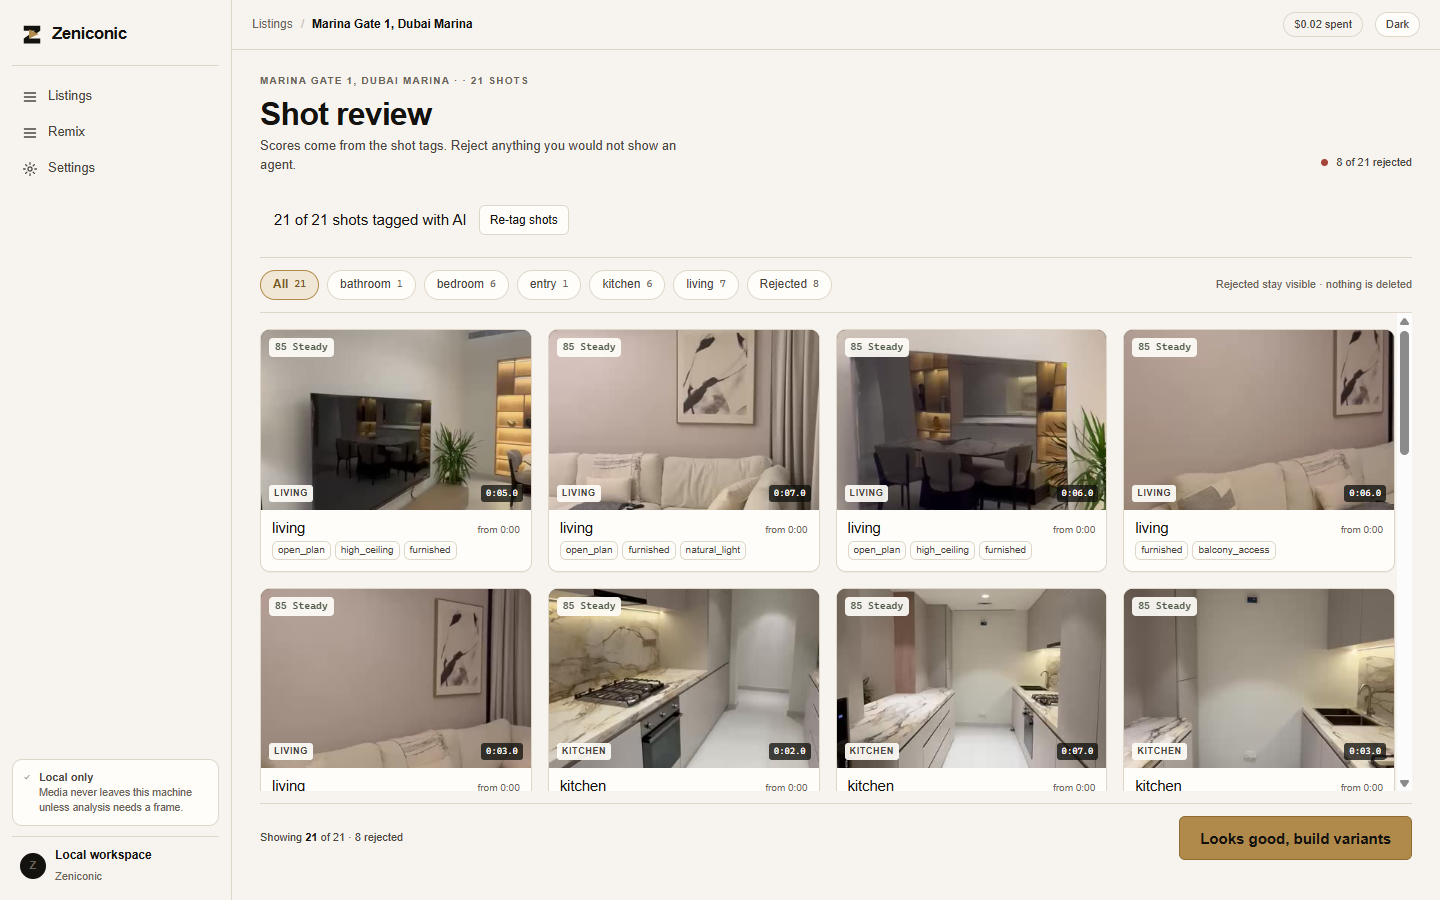 Zeniconic
Listings
Remix
Settings
Local only
Media never leaves this machine
unless analysis needs a frame.
Z
Local workspace
Zeniconic
Listings / Marina Gate 1, Dubai Marina
$0.02 spent
Dark
MARINA GATE 1, DUBAI MARINA · · 21 SHOTS
Shot review
Scores come from the shot tags. Reject anything you would not show an
agent.
8 of 21 rejected
21 of 21 shots tagged with AI
Re-tag shots
All 21
bathroom 1
bedroom 6
entry 1
kitchen 6
living 7
Rejected 8
Rejected stay visible · nothing is deleted
85 Steady
LIVING
0:05.0
living
from 0:00
open_plan
high_ceiling
furnished
85 Steady
LIVING
0:07.0
living
from 0:00
open_plan
furnished
natural_light
85 Steady
LIVING
0:06.0
living
from 0:00
open_plan
high_ceiling
furnished
85 Steady
LIVING
0:06.0
living
from 0:00
furnished
balcony_access
85 Steady
LIVING
0:03.0
living
from 0:00
85 Steady
KITCHEN
0:02.0
kitchen
from 0:00
85 Steady
KITCHEN
0:07.0
kitchen
from 0:00
85 Steady
KITCHEN
0:03.0
kitchen
from 0:00
Showing 21 of 21 · 8 rejected
Looks good, build variants